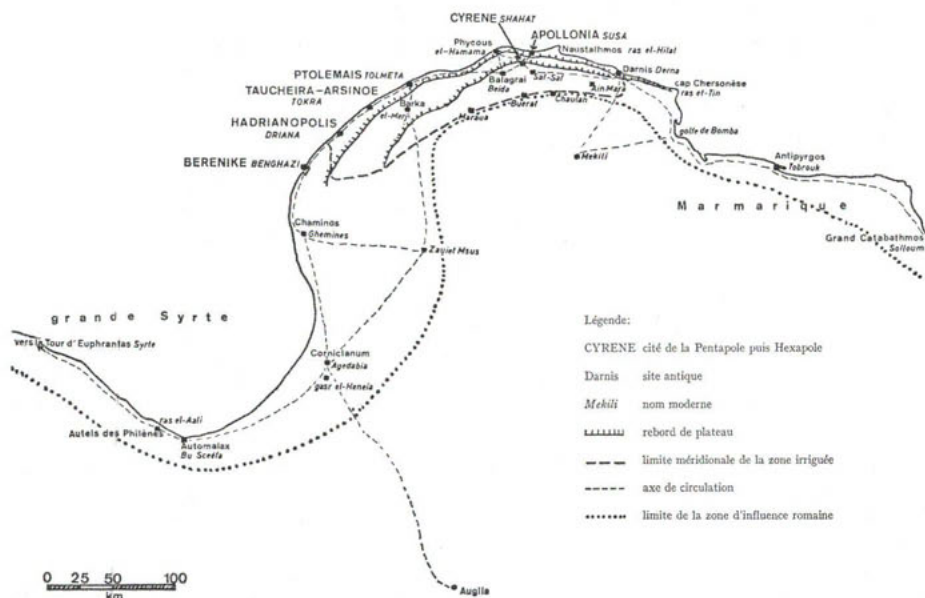 CYRENE SHAHAT
APOLLONIA SUSA
Phycous
el-Hamama
Naustathmos ras el-Hilal
PTOLEMAIS TOLMETA
Balagrai
Beida
Saf-Saf
Darnis Derna
TAUCHEIRA-ARSINOE
TOKRA
Barka
el-Merj
Ain Mara
cap Chersonèse
ras et-Tin
Maraua
Buerat
Chaulan
HADRIANOPOLIS
DRIANA
golfe de Bomba
BERENIKE BENGHAZI
Mekili
Antipyrgos
Tobrouk
Marmarique
Chaminos
Ghemines
Zauiet Msus
Grand Catabathmos
Solloum
grande Syrte
vers la Tour d'Euphrantas Syrte
Corniclanum
Agedabia
gasr el-Heneia
ras el-Aali
Autels des Philènes
Automalax
Bu Sceefa
Augila
Légende:
CYRENE cité de la Pentapole puis Hexapole
Darnis site antique
Mekili nom moderne
rebord de plateau
limite méridionale de la zone irriguée
axe de circulation
limite de la zone d'influence romaine
0 25 50 100
km